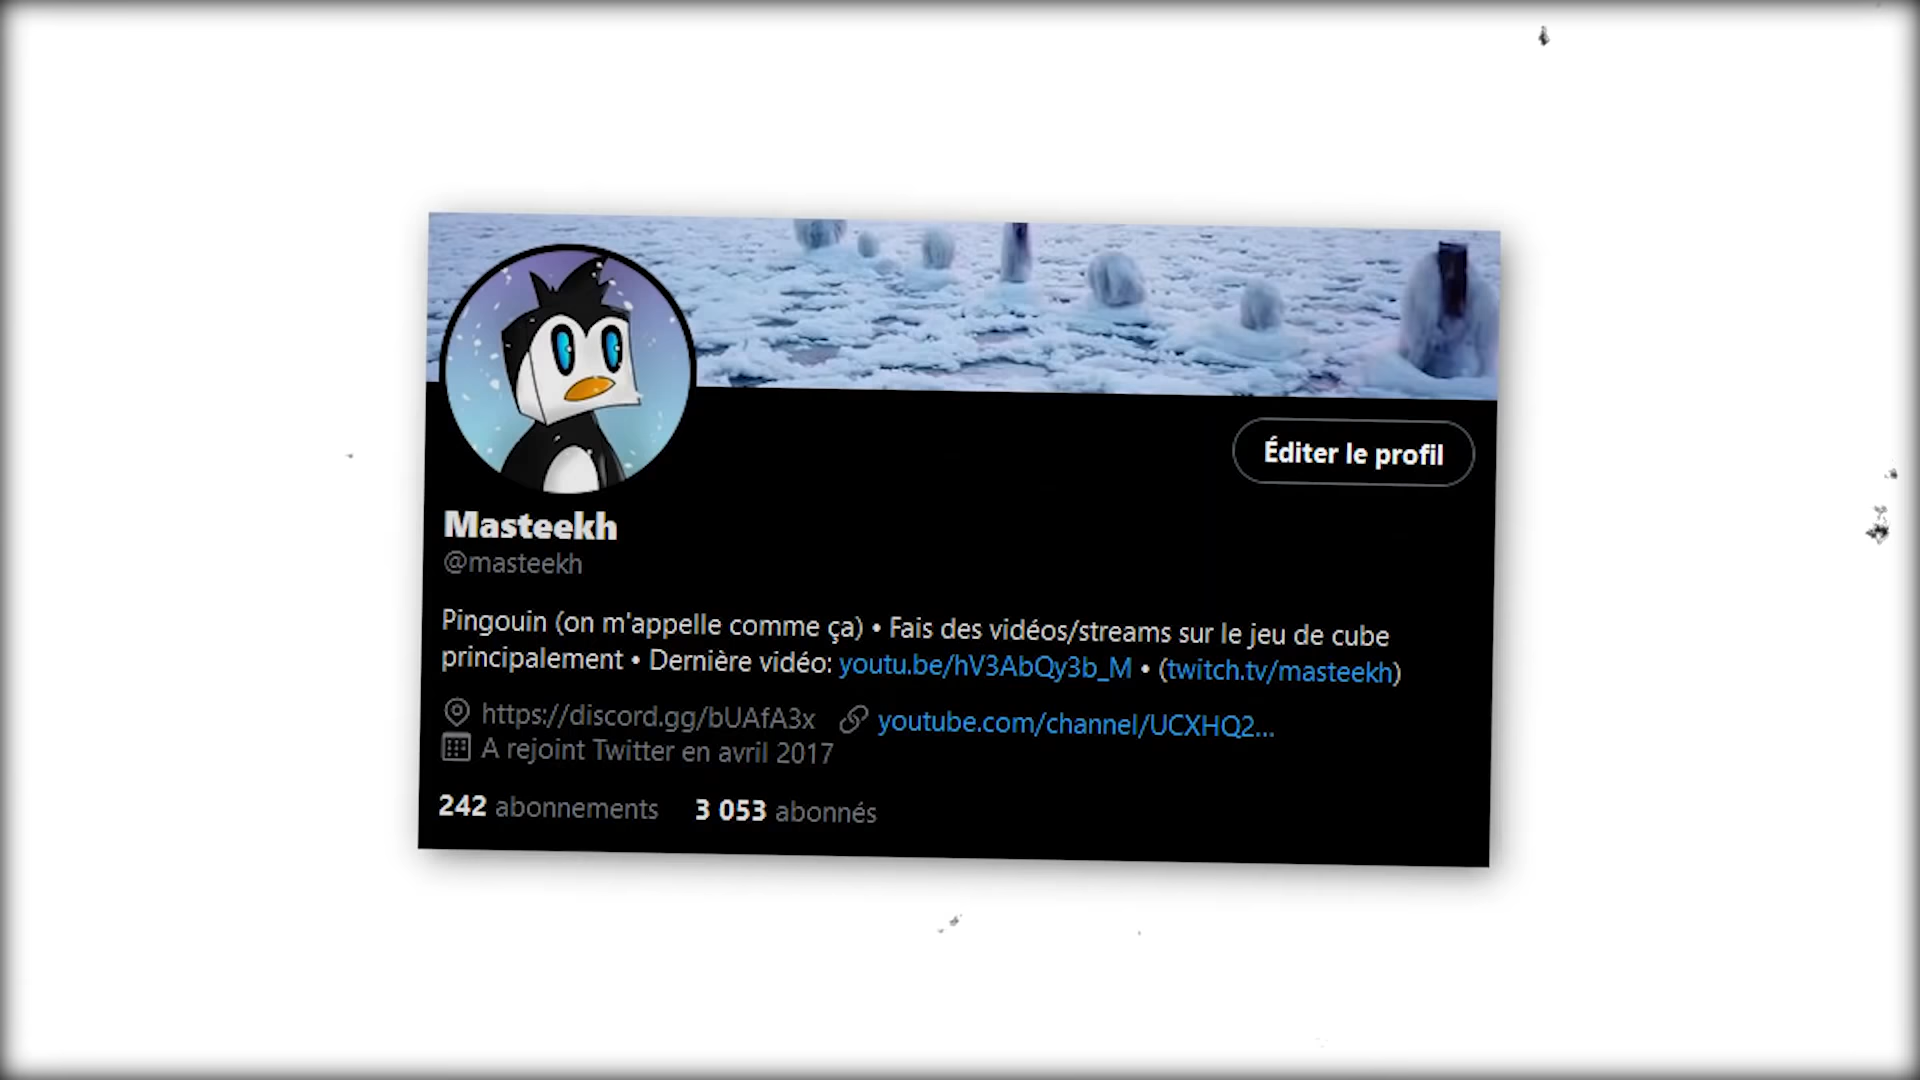 Éditer le profil
Masteekh
@masteekh
Pingouin (on m'appelle comme ça) • Fais des vidéos/streams sur le jeu de cube
principalement • Dernière vidéo: youtu.be/hV3AbQy3b_M • (twitch.tv/masteekh)
https://discord.gg/bUAfA3x youtube.com/channel/UCXHQ2...
A rejoint Twitter en avril 2017
242 abonnements 3 053 abonnés